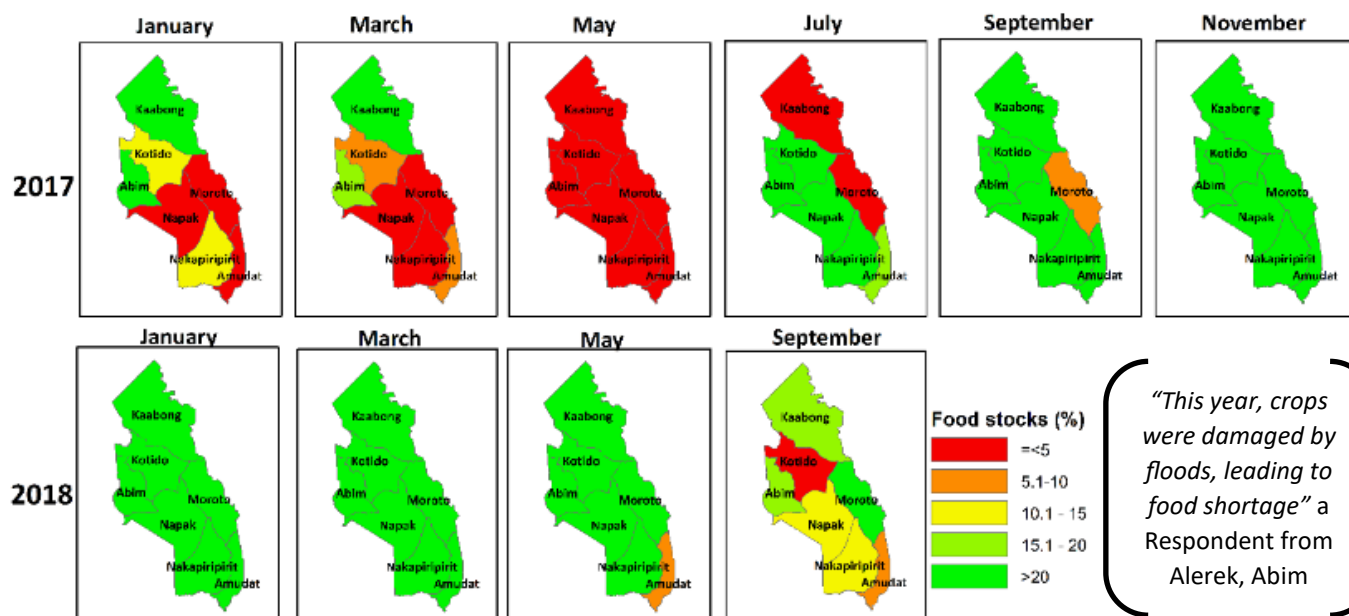 January March May July September November
2017
Kaabong
Kotido
Abim
Moroto
Napak
Nakapiripirit
Amudat
Kaabong
Kotido
Abim
Moroto
Napak
Nakapiripirit
Amudat
Kaabong
Kotido
Abim
Moroto
Napak
Nakapiripirit
Amudat
Kaabong
Kotido
Abim
Moroto
Napak
Nakapiripirit
Amudat
Kaabong
Kotido
Abim
Moroto
Napak
Nakapiripirit
Amudat
Kaabong
Kotido
Abim
Moroto
Napak
Nakapiripirit
Amudat
January March May September
2018
Kaabong
Kotido
Abim
Moroto
Napak
Nakapiripirit
Amudat
Kaabong
Kotido
Abim
Moroto
Napak
Nakapiripirit
Amudat
Kaabong
Kotido
Abim
Moroto
Napak
Nakapiripirit
Amudat
Kaabong
Kotido
Abim
Moroto
Napak
Nakapiripirit
Amudat
Food stocks (%)
=<5
5.1-10
10.1 - 15
15.1 - 20
>20
“This year, crops
were damaged by
floods, leading to
food shortage” a
Respondent from
Alerek, Abim